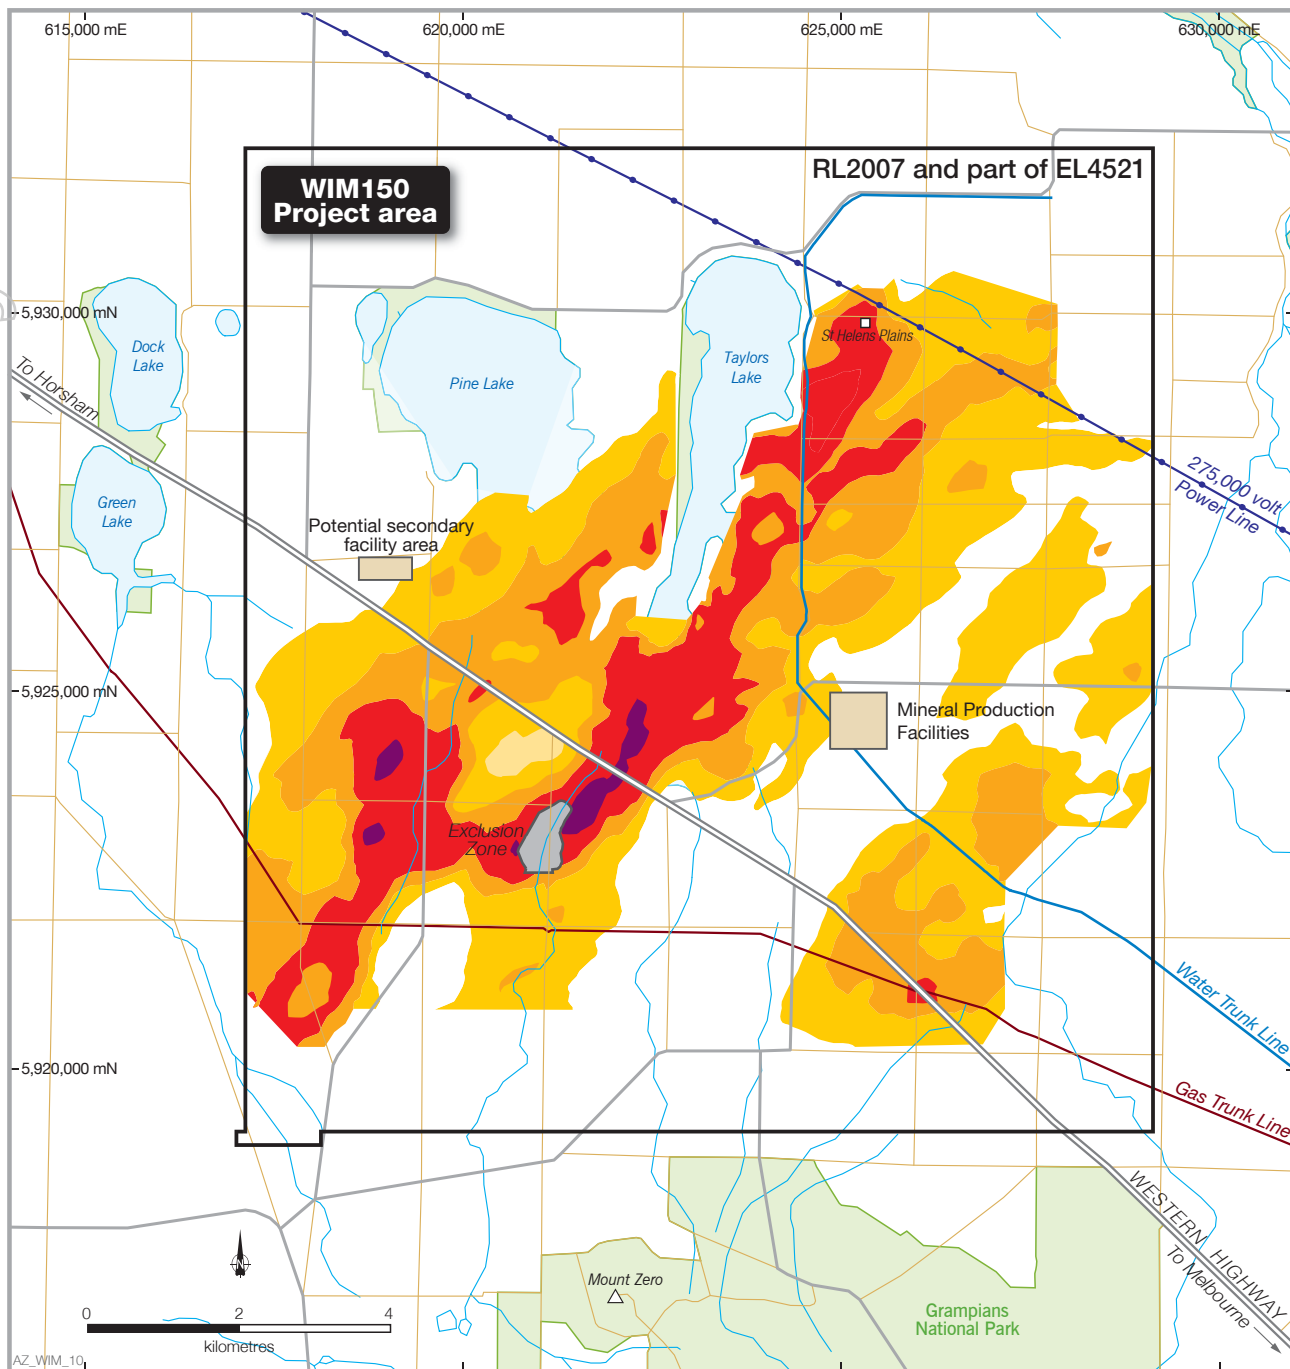 615,000 mE
620,000 mE
625,000 mE
630,000 mE
WIM150
Project area
RL2007 and part of EL4521
5,930,000 mN
St Helens Plains
Dock
Lake
Pine Lake
Taylors
Lake
To Horsham
275,000 volt
Power Line
Green
Lake
Potential secondary
facility area
5,925,000 mN
Mineral Production
Facilities
Exclusion
Zone
Water Trunk Line
5,920,000 mN
Gas Trunk Line
WESTERN HIGHWAY
To Melbourne
Mount Zero
Grampians
National Park
0 2 4
kilometres
AZ_WIM_10